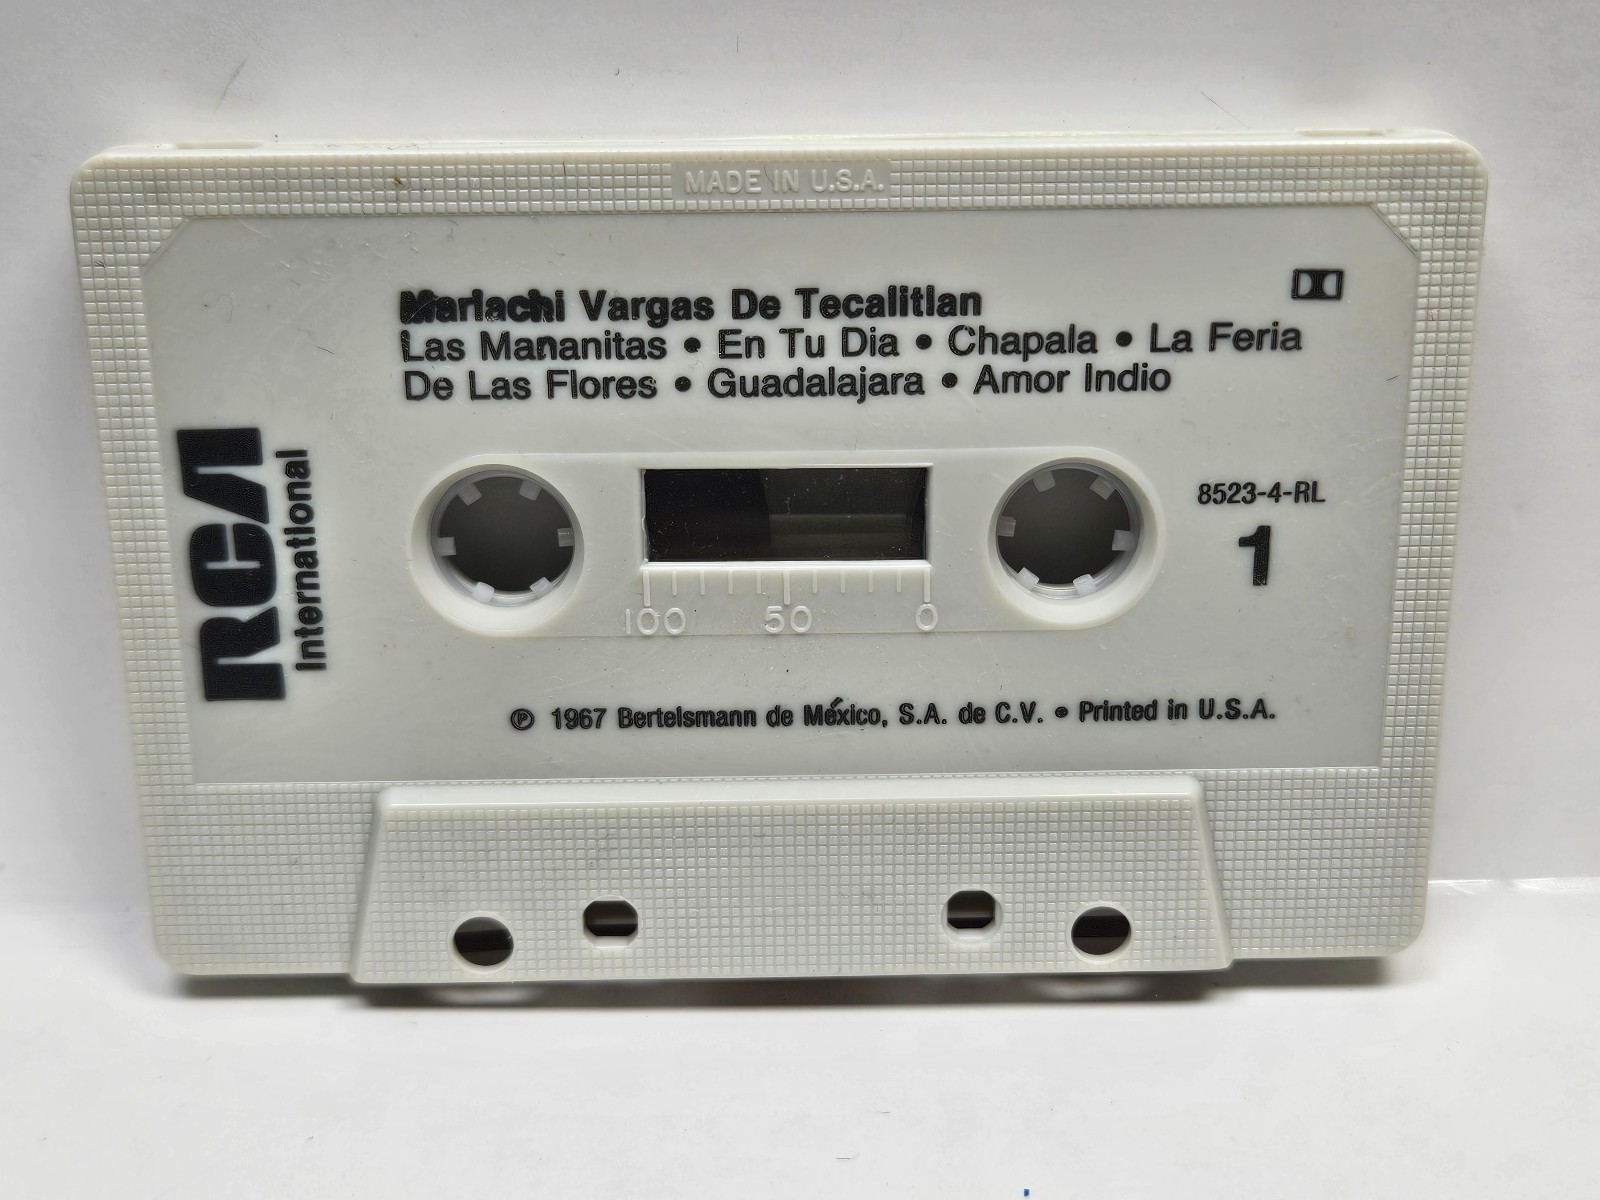 MADE IN U.S.A.
Mariachi Vargas De Tecalitlan
Las Mananitas • En Tu Dia • Chapala • La Feria
De Las Flores • Guadalajara • Amor Indio
RCA
International
8523-4-RL
1
100 50 0
℗ 1967 Bertelsmann de México, S.A. de C.V. • Printed in U.S.A.